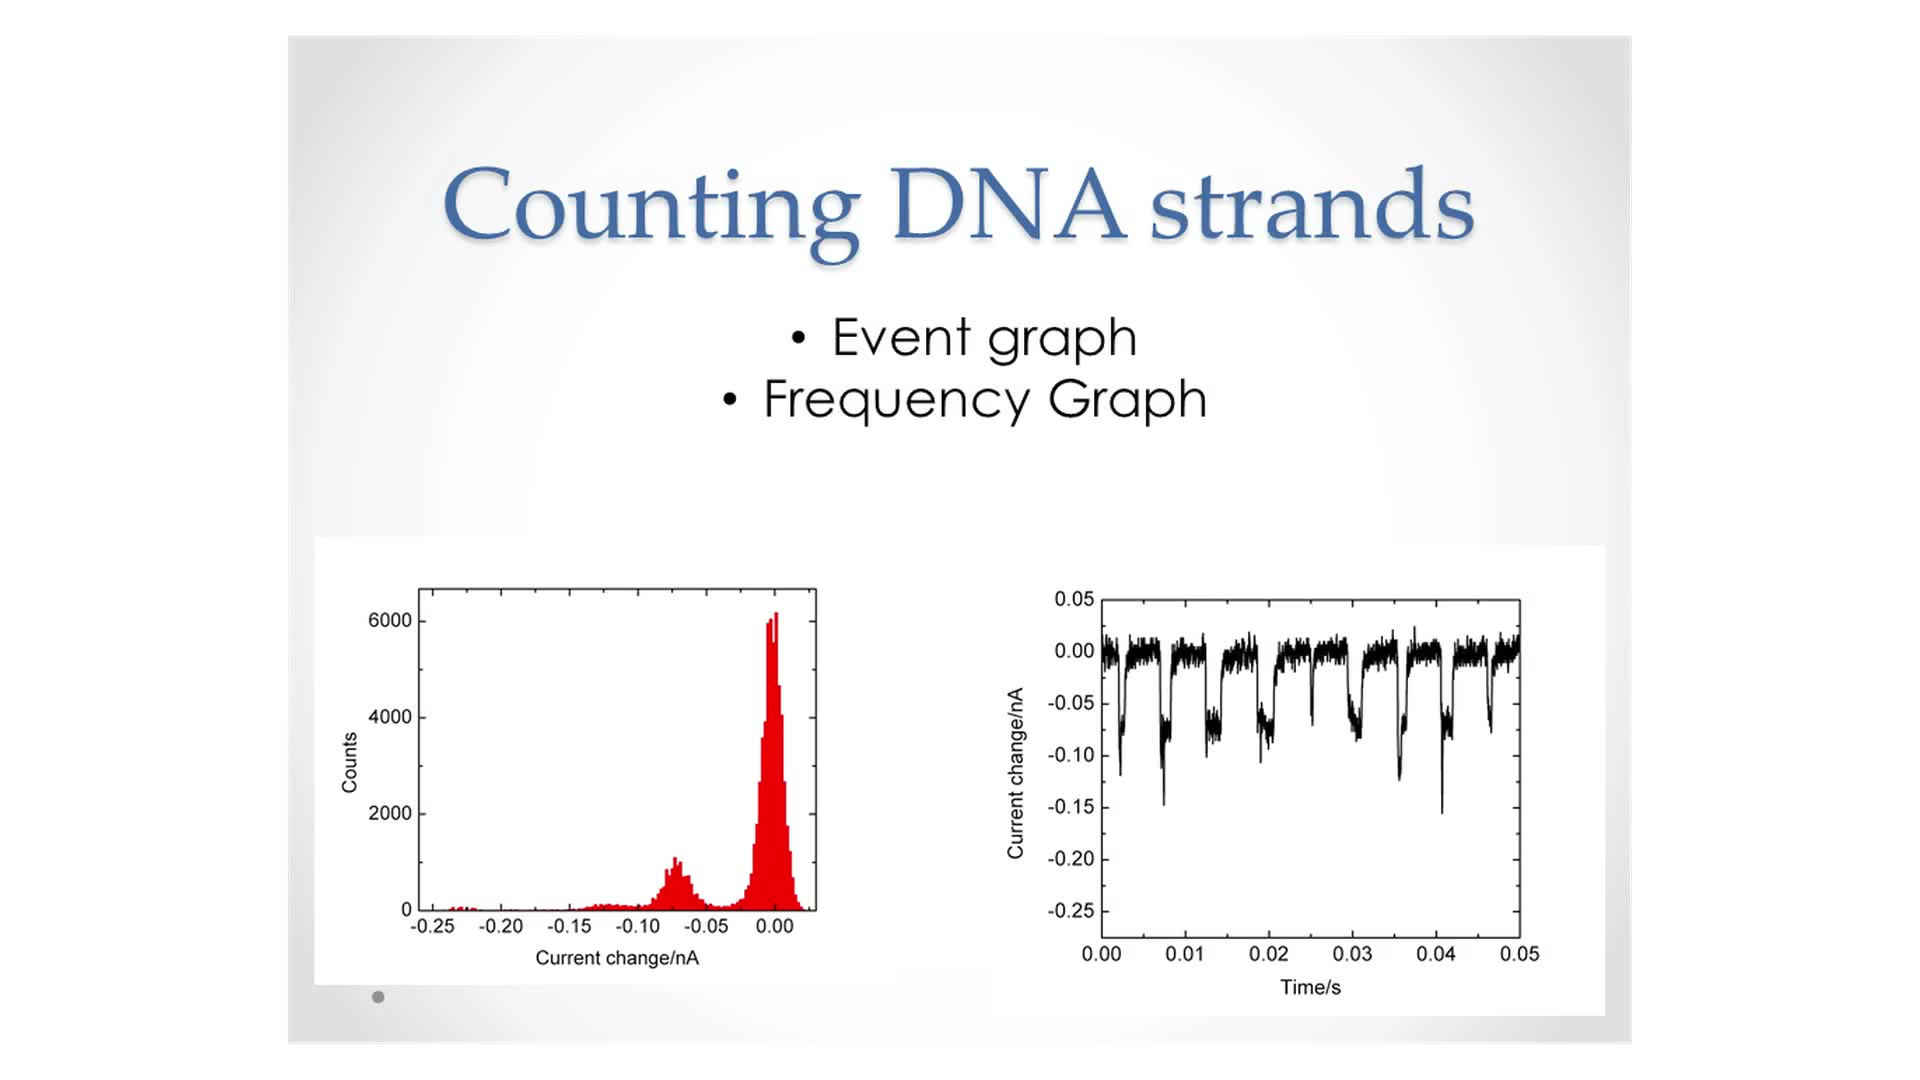 Counting DNA strands
• Event graph
• Frequency Graph
6000
4000
2000
0
Counts
-0.25 -0.20 -0.15 -0.10 -0.05 0.00
Current change/nA
0.05
0.00
-0.05
-0.10
-0.15
-0.20
-0.25
Current change/nA
0.00 0.01 0.02 0.03 0.04 0.05
Time/s